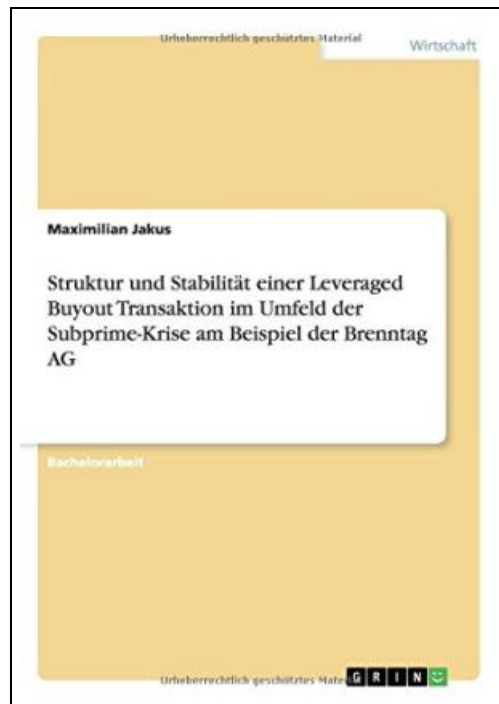 Urheberrechtlich geschütztes Material
Wirtschaft
Maximilian Jakus
Struktur und Stabilität einer Leveraged
Buyout Transaktion im Umfeld der
Subprime-Krise am Beispiel der Brenntag
AG
Bachelorarbeit
Urheberrechtlich geschütztes Mate
GRIN